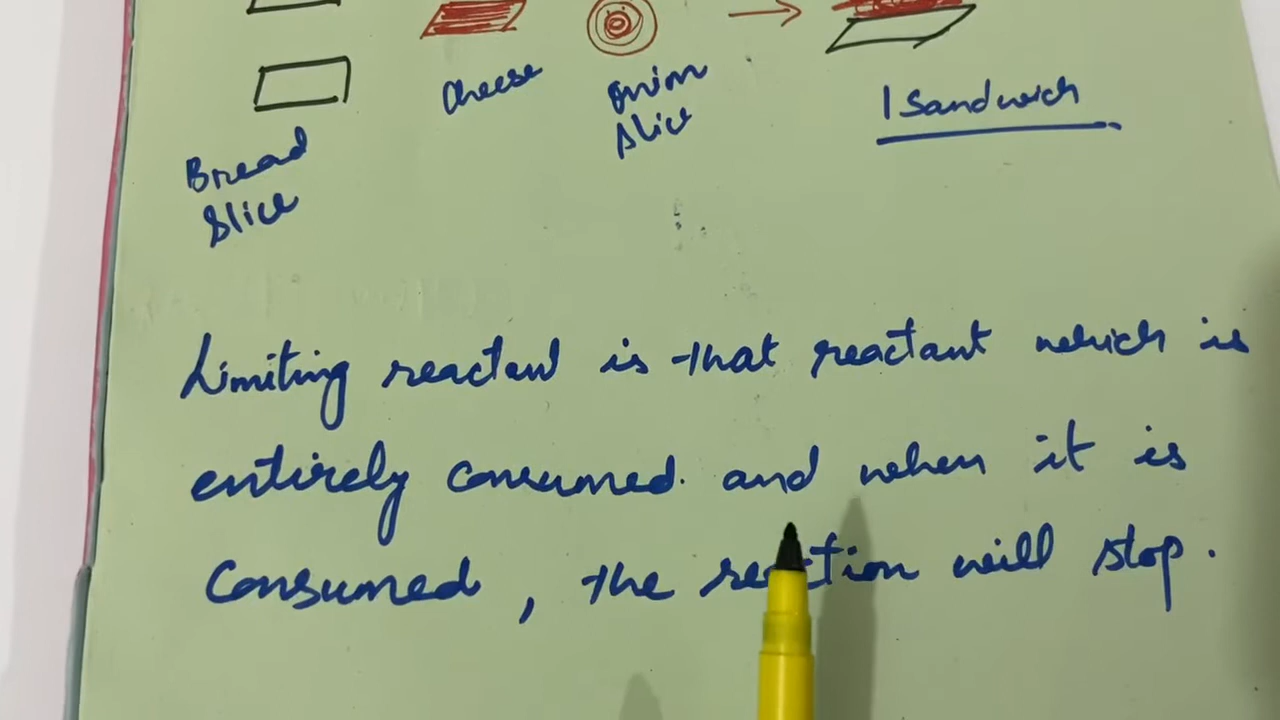 Cheese
Onion
Slice
1 Sandwich
Bread
Slice
Limiting reactant is that reactant which is
entirely consumed. and when it is
Consumed, the reaction will stop.